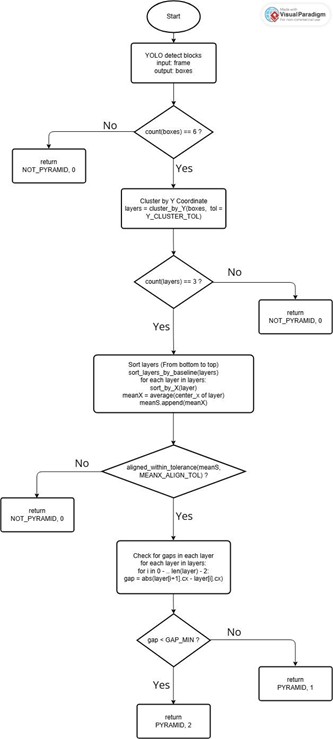 Made with
Visual Paradigm
For non-commercial use
Start
YOLO detect blocks
input: frame
output: boxes
count(boxes) == 6 ?
No
Yes
return
NOT_PYRAMID, 0
Cluster by Y Coordinate
layers = cluster_by_Y(boxes, tol =
Y_CLUSTER_TOL)
count(layers) == 3 ?
No
Yes
return
NOT_PYRAMID, 0
Sort layers (From bottom to top)
sort_layers_by_baseline(layers)
for each layer in layers:
sort_by_X(layer)
meanX = average(center_x of layer)
meanS.append(meanX)
aligned_within_tolerance(meanS,
MEANX_ALIGN_TOL) ?
No
Yes
return
NOT_PYRAMID, 0
Check for gaps in each layer
for each layer in layers:
for i in 0 - .. len(layer) - 2:
gap = abs(layer[i+1].cx - layer[i].cx)
gap < GAP_MIN ?
No
Yes
return
PYRAMID, 1
return
PYRAMID, 2